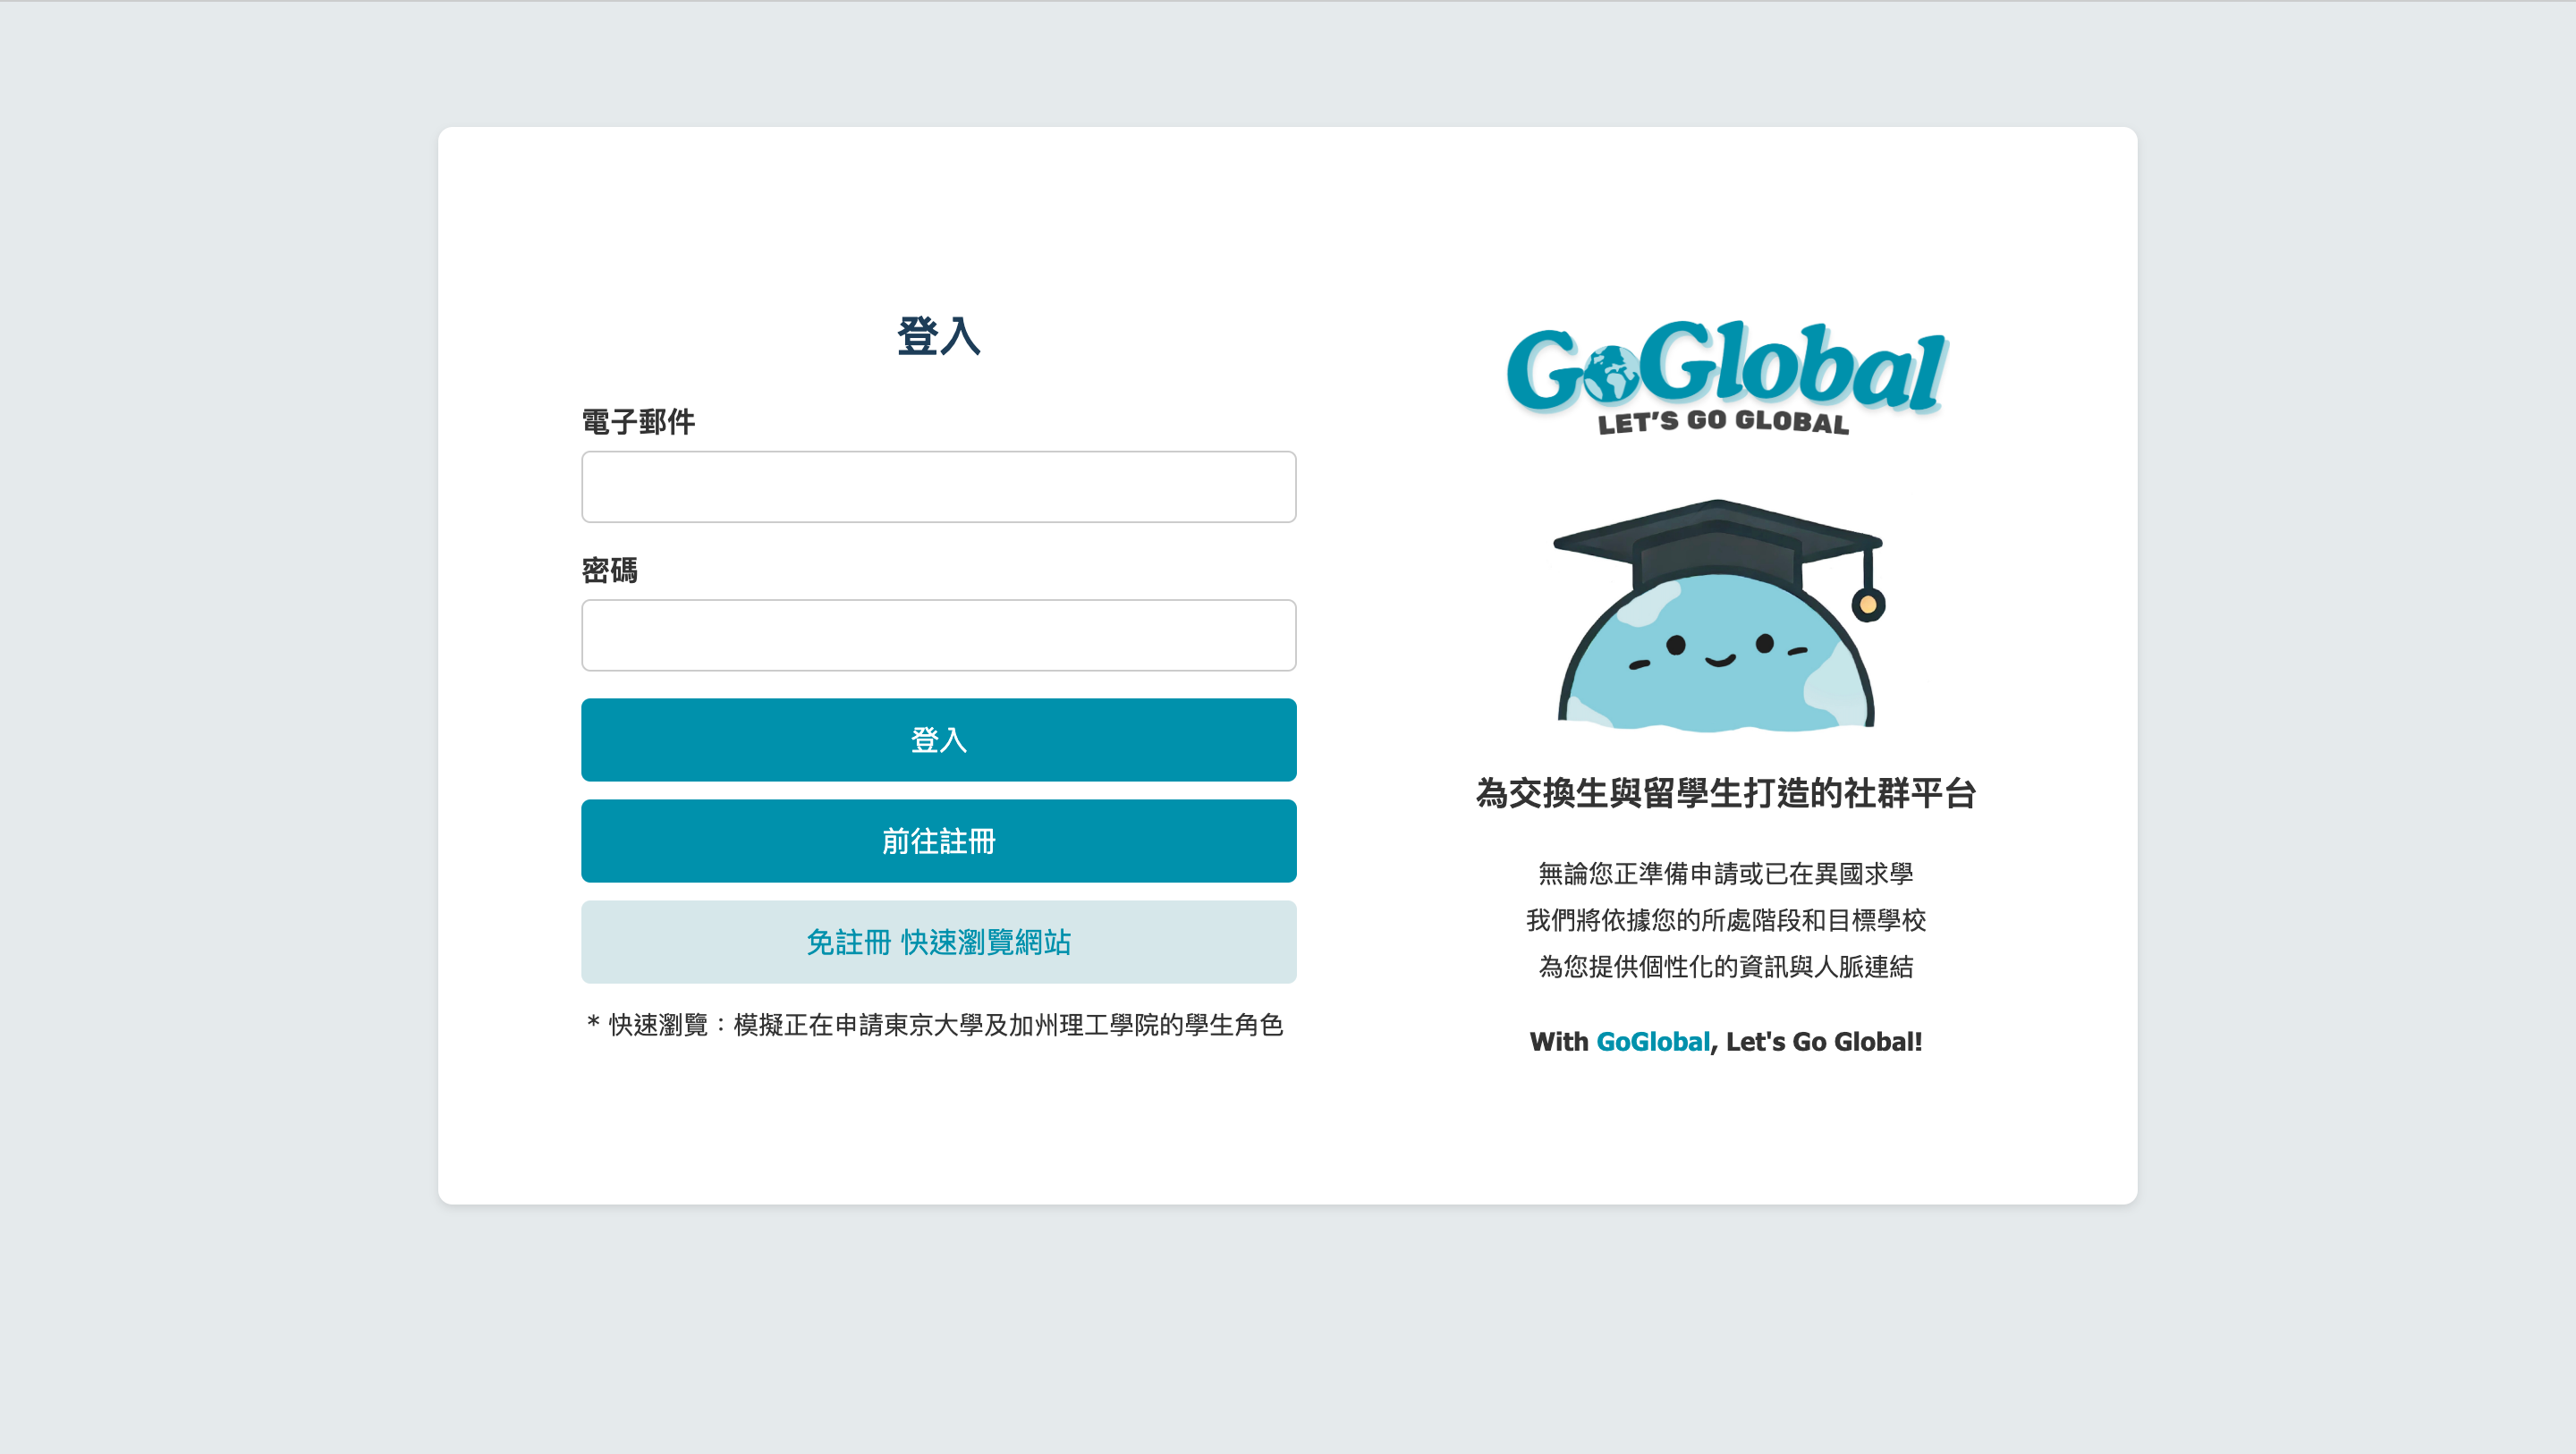 登入
電子郵件
密碼
登入
前往註冊
免註冊 快速瀏覽網站
* 快速瀏覽：模擬正在申請東京大學及加州理工學院的學生角色
GoGlobal
LET'S GO GLOBAL
為交換生與留學生打造的社群平台
無論您正準備申請或已在異國求學
我們將依據您的所處階段和目標學校
為您提供個性化的資訊與人脈連結
With GoGlobal, Let's Go Global!